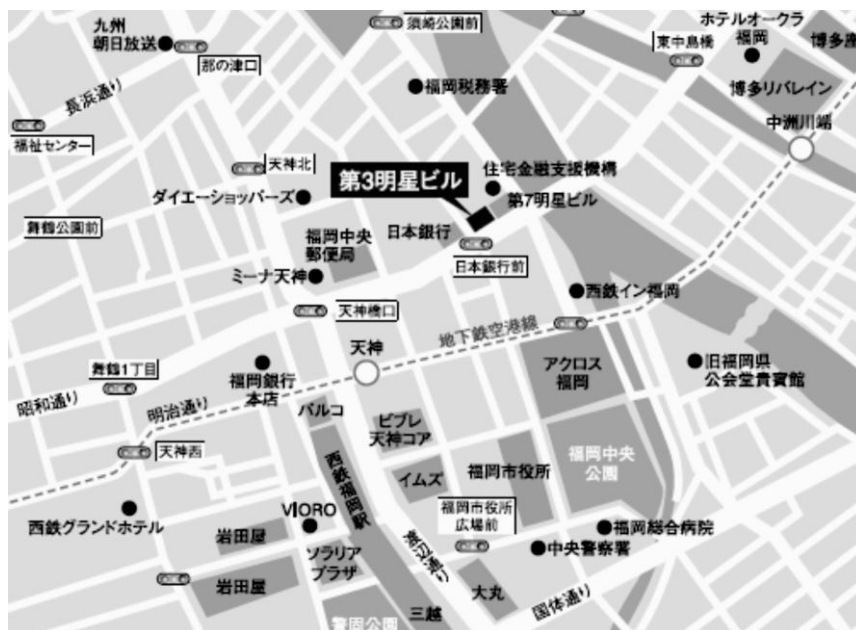 九州
朝日放送
那の津口
長浜通り
福祉センター
須崎公園前
福岡税務署
東中島橋
ホテルオークラ
福岡
博多座
博多リバレイン
中洲川端
天神北
ダイエーショッパーズ
第3明星ビル
住宅金融支援機構
第7明星ビル
舞鶴公園前
福岡中央
郵便局
日本銀行
日本銀行前
ミーナ天神
天神橋口
西鉄イン福岡
地下鉄空港線
天神
舞鶴1丁目
福岡銀行
本店
アクロス
福岡
旧福岡県
公会堂貴賓館
昭和通り
明治通り
パルコ
ビブレ
天神コア
天神西
西鉄福岡駅
イムズ
福岡市役所
福岡中央
公園
西鉄グランドホテル
VIORO
岩田屋
福岡市役所
広場前
福岡総合病院
中央警察署
ソラリア
プラザ
渡辺通り
岩田屋
大丸
国体通り
三越
警固公園